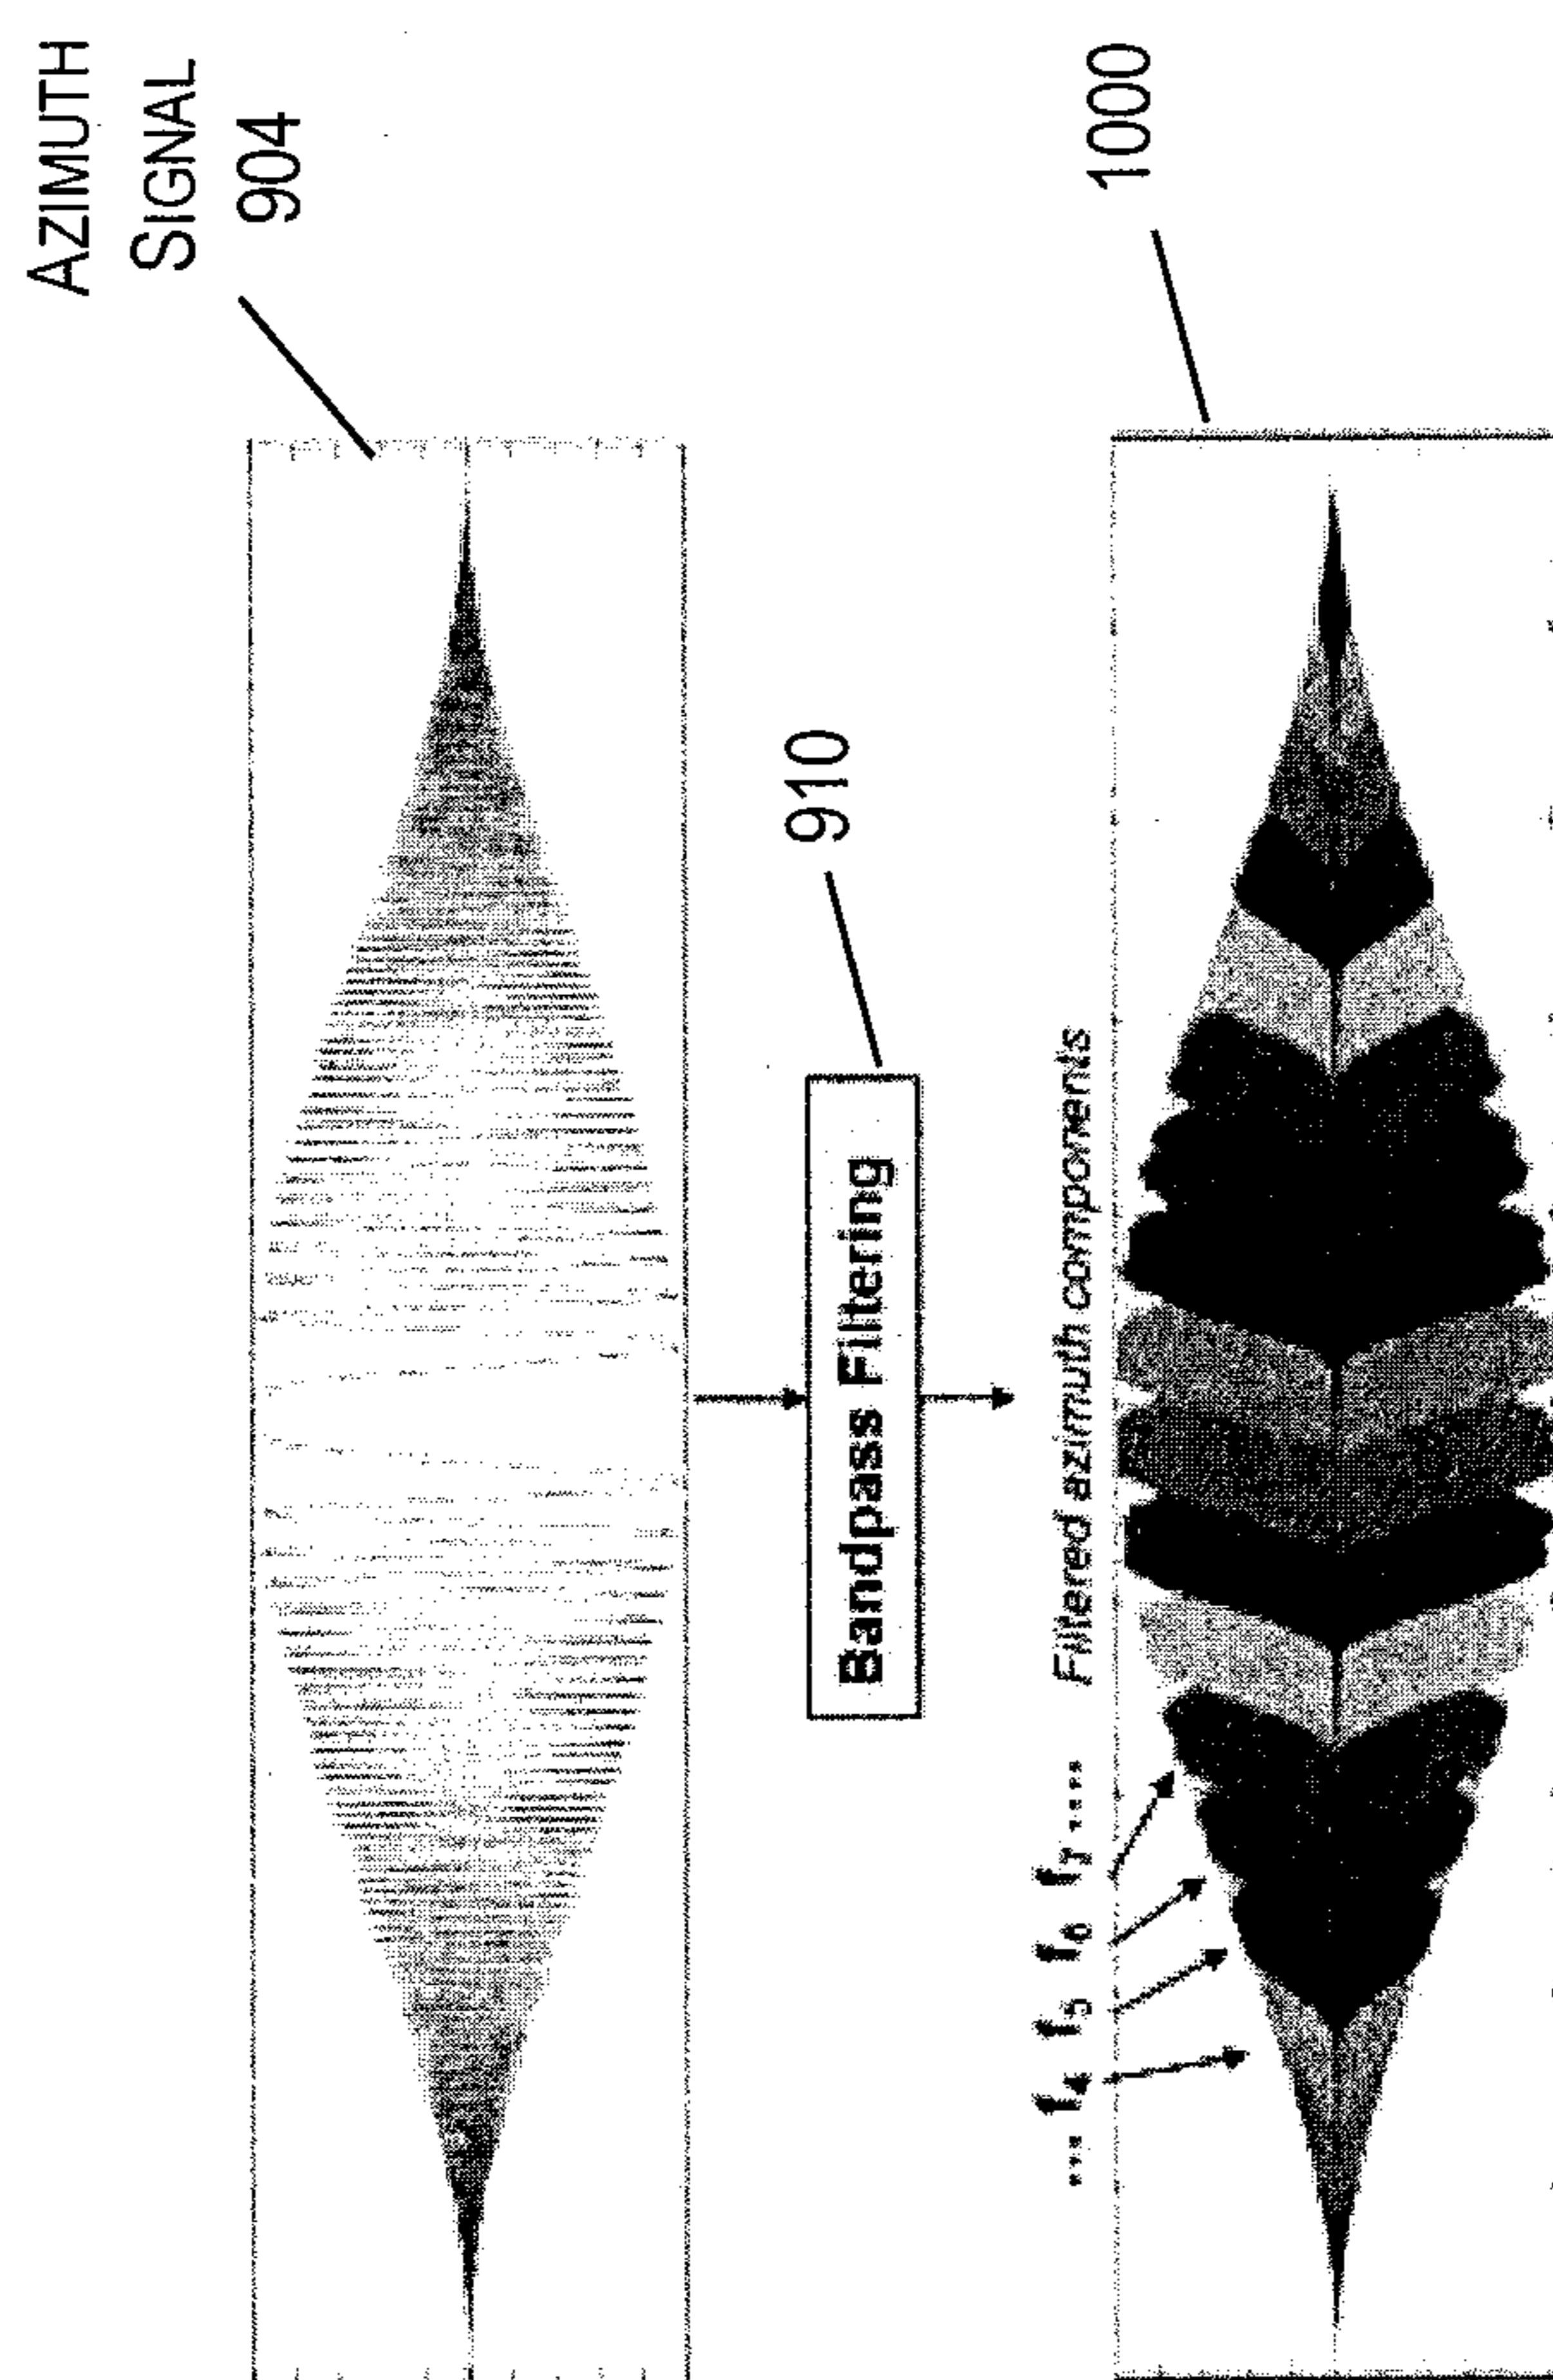 AZIMUTH
SIGNAL
904
910
Bandpass Filtering
1000
.... f4 f5 f6 f7 ....
Filtered azimuth components